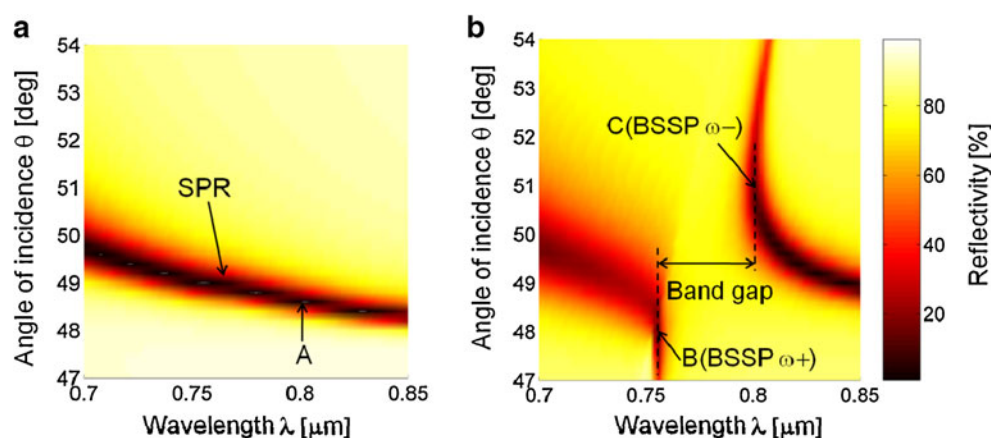 a
54
53
52
51
50
49
48
47
Angle of incidence θ [deg]
SPR
A
0.7
0.75
0.8
0.85
Wavelength λ [μm]
b
54
53
52
51
50
49
48
47
Angle of incidence θ [deg]
C(BSSP ω−)
Band gap
B(BSSP ω+)
0.7
0.75
0.8
0.85
Wavelength λ [μm]
80
60
40
20
Reflectivity [%]